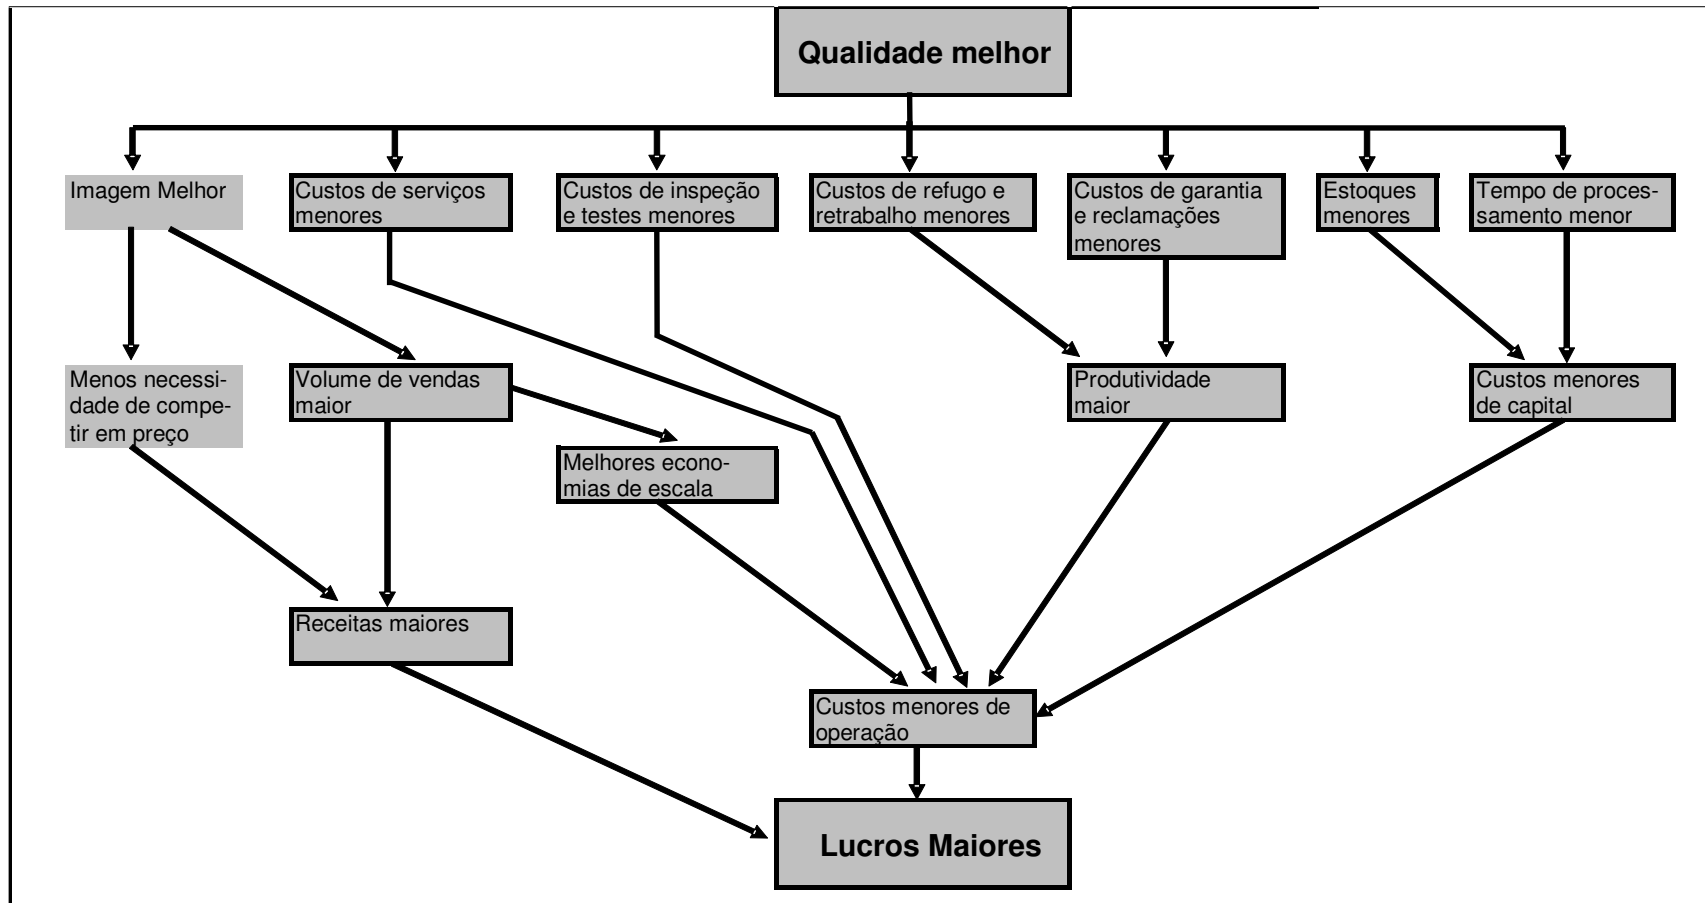 Qualidade melhor
Imagem Melhor
Custos de serviços
menores
Custos de inspeção
e testes menores
Custos de refugo e
retrabalho menores
Custos de garantia
e reclamações
menores
Estoques
menores
Tempo de proces-
samento menor
Menos necessi-
dade de compe-
tir em preço
Volume de vendas
maior
Melhores econo-
mias de escala
Produtividade
maior
Custos menores
de capital
Receitas maiores
Custos menores de
operação
Lucros Maiores